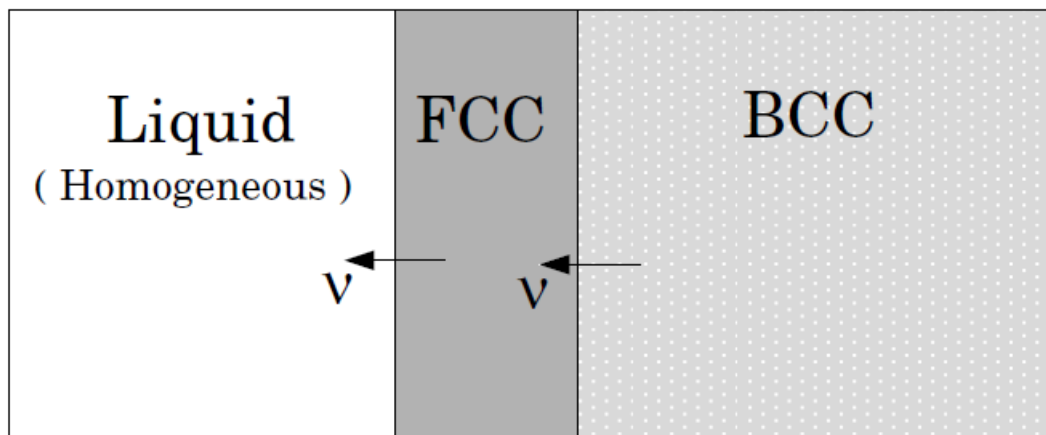 Liquid
( Homogeneous )
FCC
BCC
ν
ν